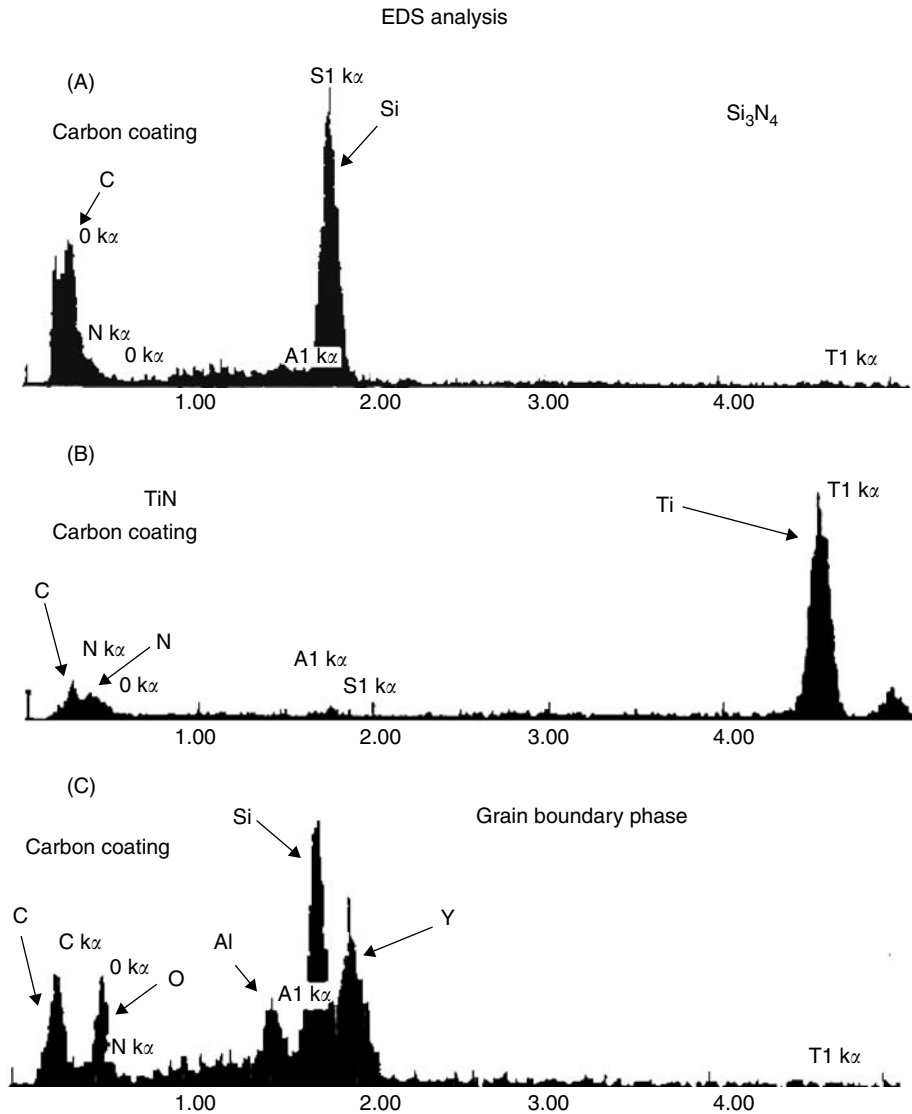 EDS analysis
(A)
S1 kα
Si
Si3N4
Carbon coating
C
0 kα
N kα
0 kα
A1 kα
T1 kα
1.00 2.00 3.00 4.00
(B)
TiN
Carbon coating
T1 kα
Ti
C
N kα
N
0 kα
A1 kα
S1 kα
1.00 2.00 3.00 4.00
(C)
Si
Grain boundary phase
Carbon coating
C
C kα
0 kα
O
N kα
Al
A1 kα
Y
T1 kα
1.00 2.00 3.00 4.00